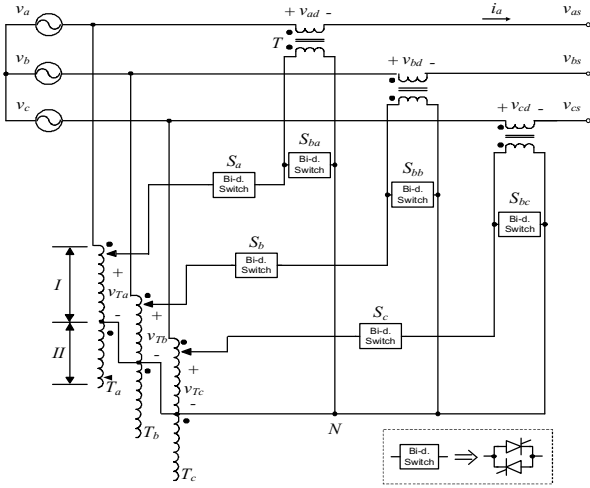 v_a
+ v_ad -
i_a
v_as
T
v_b
+ v_bd -
v_bs
v_c
+ v_cd -
v_cs
S_a
Bi-d.
Switch
S_ba
Bi-d.
Switch
S_bb
Bi-d.
Switch
S_bc
Bi-d.
Switch
S_b
Bi-d.
Switch
S_c
Bi-d.
Switch
I
+
v_Ta
-
II
T_a
+
v_Tb
-
T_b
+
v_Tc
-
T_c
N
Bi-d.
Switch